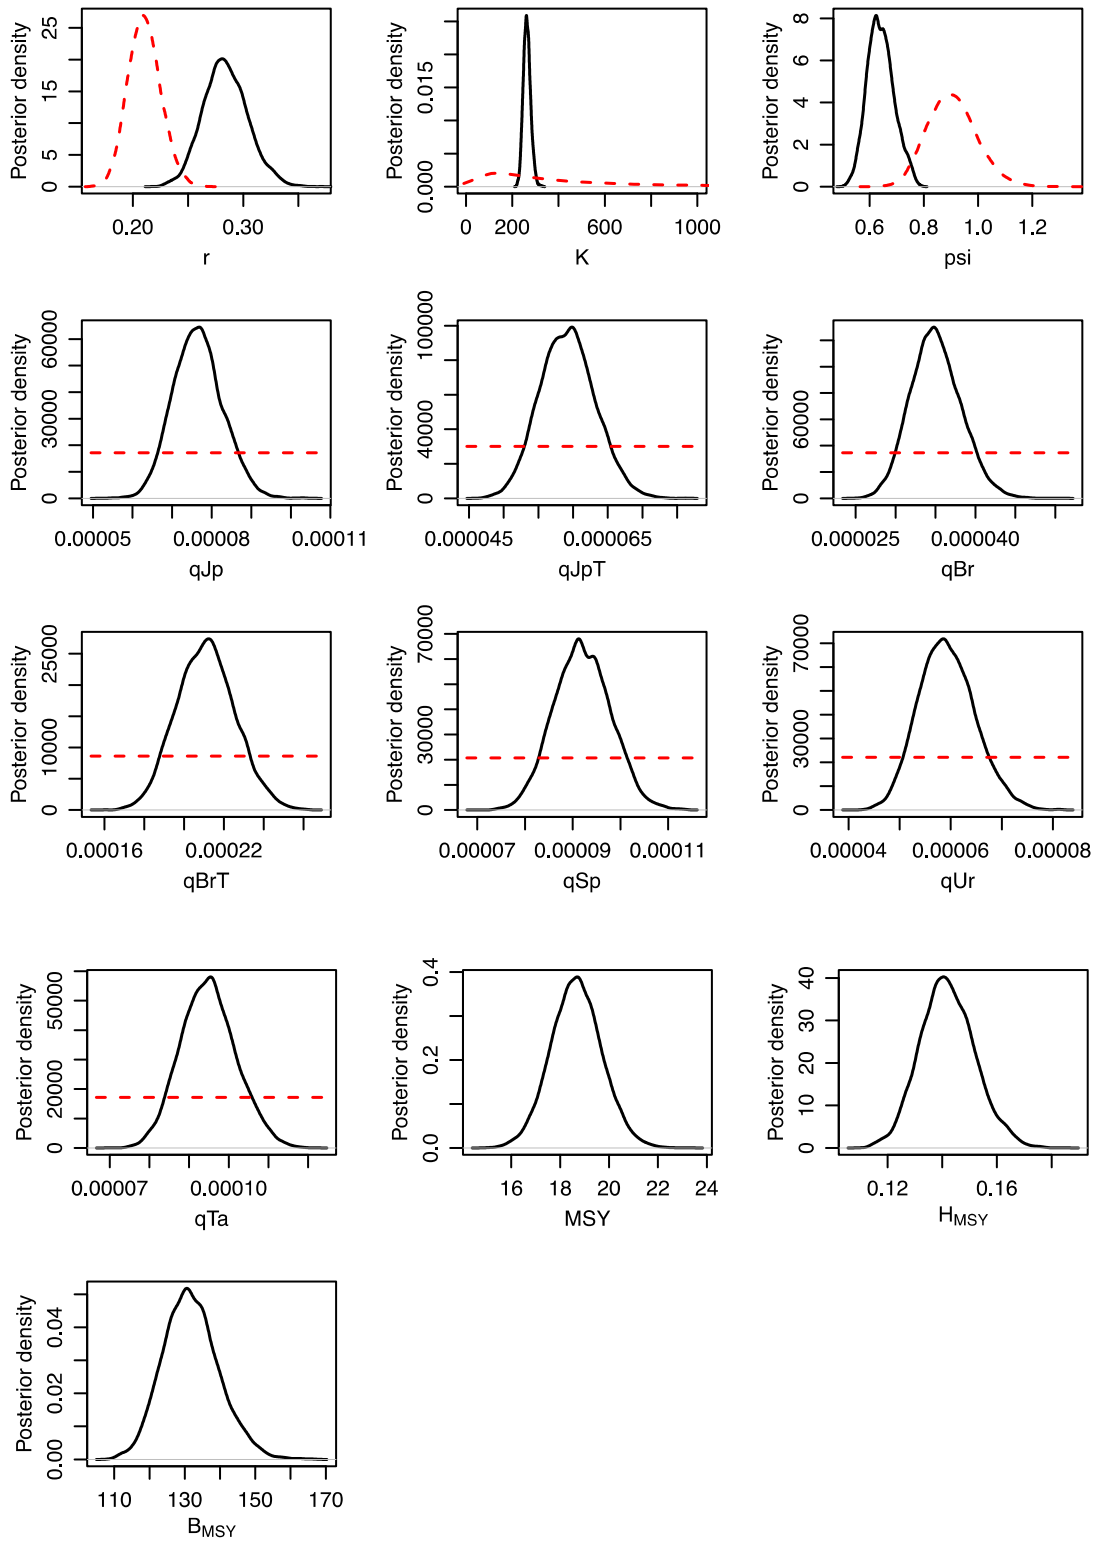 Posterior density
0 5 15 25
0.20 0.30
r
Posterior density
0.000 0.015
0 200 600 1000
K
Posterior density
0 2 4 6 8
0.6 0.8 1.0 1.2
psi
Posterior density
0 30000 60000
0.00005 0.00008 0.00011
qJp
Posterior density
0 40000 100000
0.000045 0.000065
qJpT
Posterior density
0 60000
0.000025 0.000040
qBr
Posterior density
0 10000 25000
0.00016 0.00022
qBrT
Posterior density
0 30000 70000
0.00007 0.00009 0.00011
qSp
Posterior density
0 30000 70000
0.00004 0.00006 0.00008
qUr
Posterior density
0 20000 50000
0.00007 0.00010
qTa
Posterior density
0.0 0.2 0.4
16 18 20 22 24
MSY
Posterior density
0 10 20 30 40
0.12 0.16
HMSY
Posterior density
0.00 0.02 0.04
110 130 150 170
BMSY